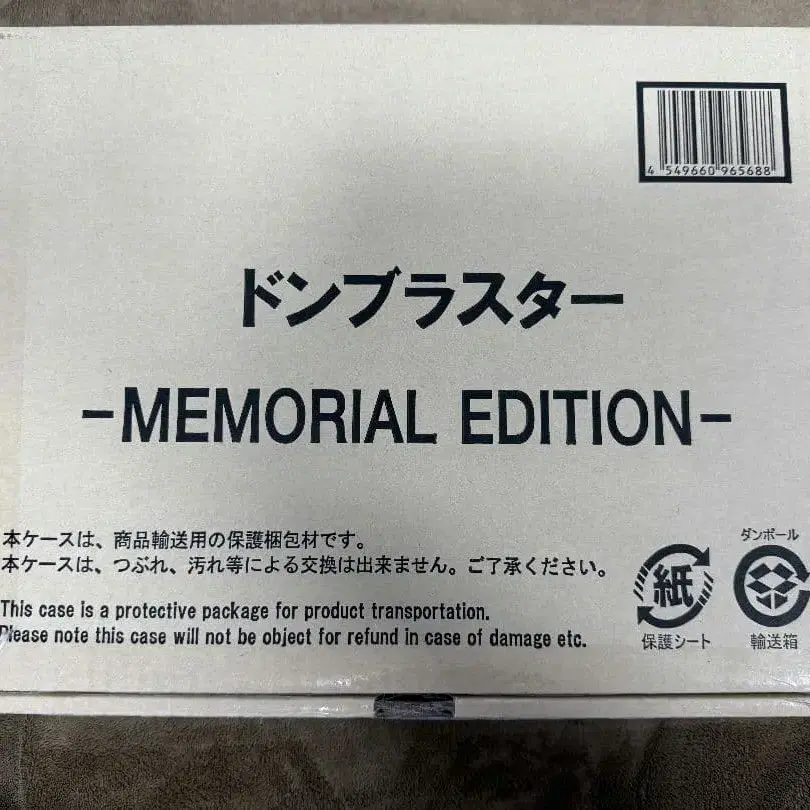 4 549660 965688
ドンブラスター
-MEMORIAL EDITION-
本ケースは、商品輸送用の保護梱包材です。
本ケースは、つぶれ、汚れ等による交換は出来ません。ご了承ください。
This case is a protective package for product transportation.
Please note this case will not be object for refund in case of damage etc.
紙
保護シート
ダンボール
輸送箱